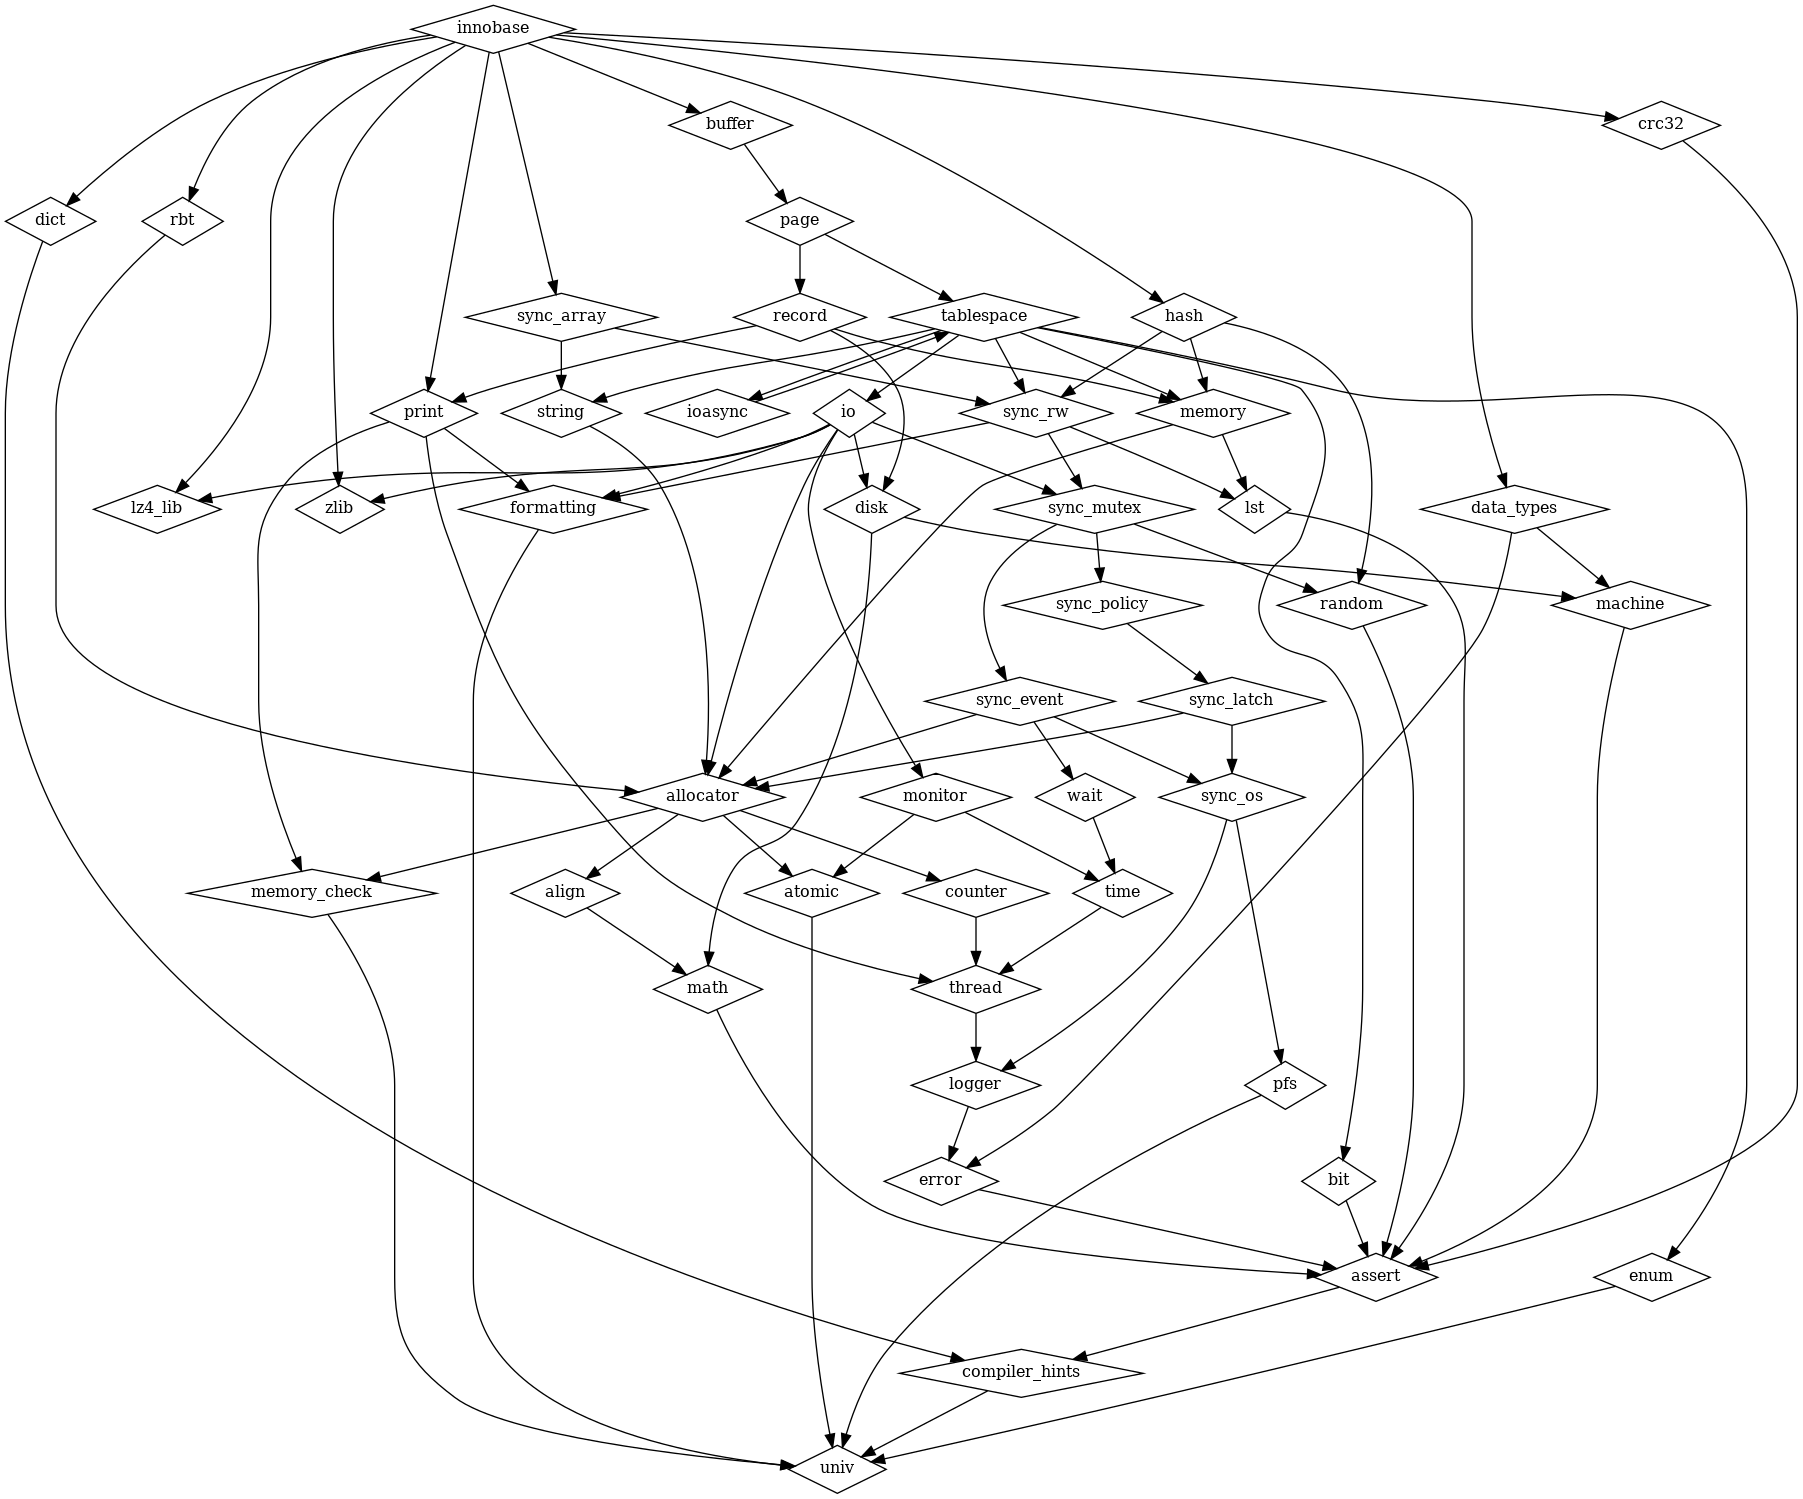 innobase
buffer
crc32
dict
rbt
page
sync_array
record
tablespace
hash
print
string
ioasync
io
sync_rw
memory
lz4_lib
zlib
formatting
disk
sync_mutex
lst
data_types
sync_policy
random
machine
sync_event
sync_latch
allocator
monitor
wait
sync_os
memory_check
align
atomic
counter
time
math
thread
logger
pfs
error
bit
assert
enum
compiler_hints
univ